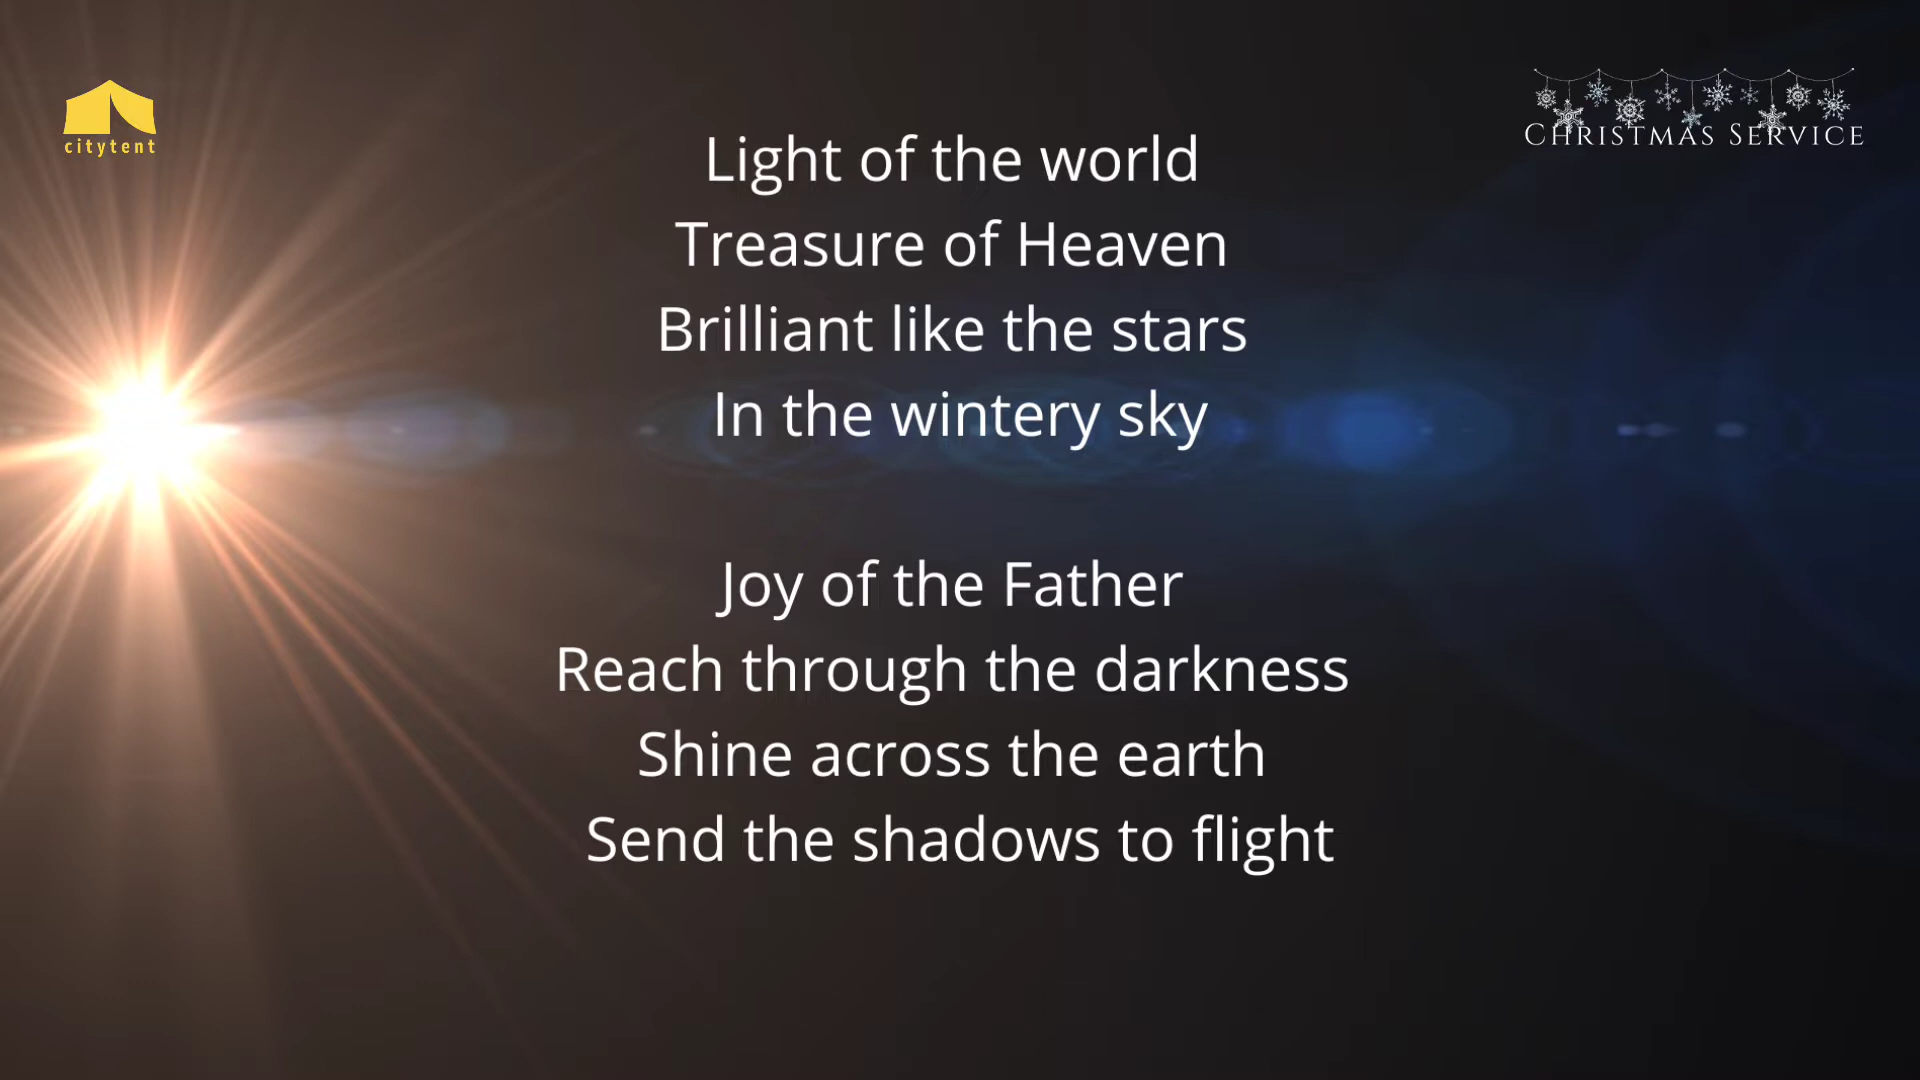 citytent
Christmas Service
Light of the world
Treasure of Heaven
Brilliant like the stars
In the wintery sky
Joy of the Father
Reach through the darkness
Shine across the earth
Send the shadows to flight